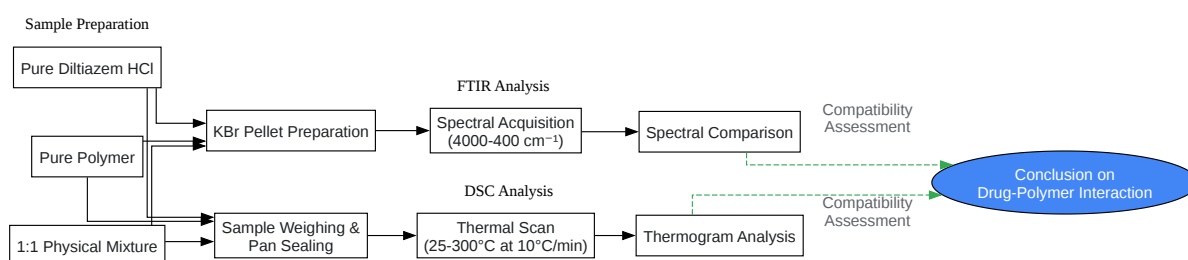 Sample Preparation
Pure Diltiazem HCl
Pure Polymer
1:1 Physical Mixture
FTIR Analysis
KBr Pellet Preparation
Spectral Acquisition
(4000-400 cm⁻¹)
Spectral Comparison
Compatibility
Assessment
DSC Analysis
Sample Weighing &
Pan Sealing
Thermal Scan
(25-300°C at 10°C/min)
Thermogram Analysis
Compatibility
Assessment
Conclusion on
Drug-Polymer Interaction